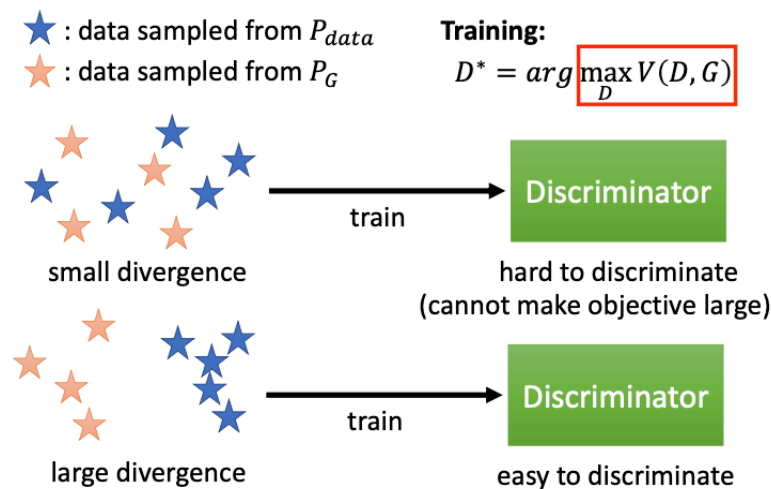 : data sampled from P_data
: data sampled from P_G
Training:
D* = arg max_D V(D, G)
train
Discriminator
small divergence
hard to discriminate
(cannot make objective large)
train
Discriminator
large divergence
easy to discriminate